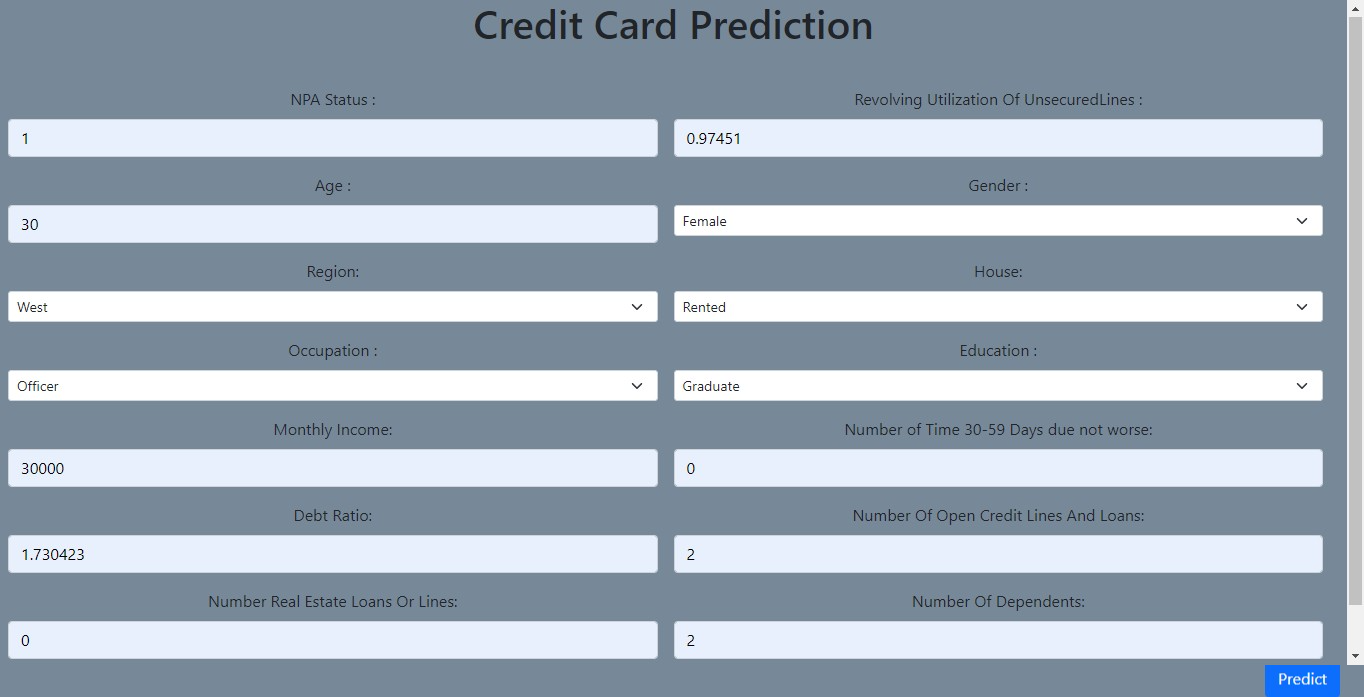 Credit Card Prediction
NPA Status : Revolving Utilization Of UnsecuredLines :
1 0.97451
Age : Gender :
30 Female
Region: House:
West Rented
Occupation : Education :
Officer Graduate
Monthly Income: Number of Time 30-59 Days due not worse:
30000 0
Debt Ratio: Number Of Open Credit Lines And Loans:
1.730423 2
Number Real Estate Loans Or Lines: Number Of Dependents:
0 2
Predict